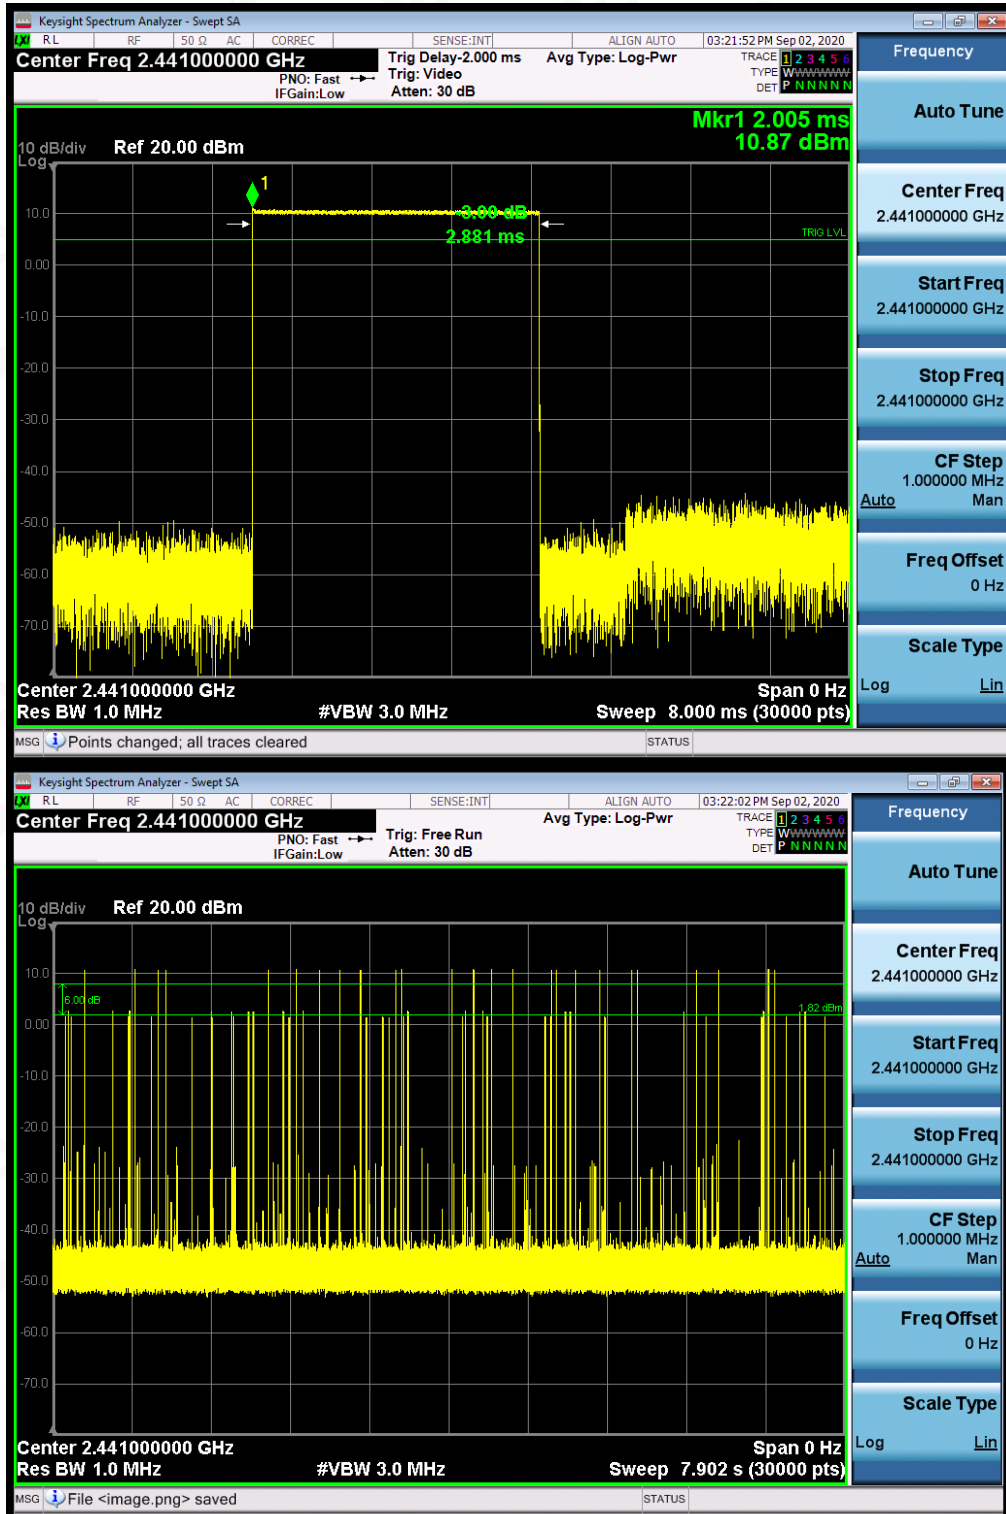 Keysight Spectrum Analyzer - Swept SA
LXI RL RF 50 Ω AC CORREC SENSE:INT ALIGN AUTO 03:21:52 PM Sep 02, 2020
Center Freq 2.441000000 GHz
PNO: Fast
IFGain:Low
Trig Delay-2.000 ms
Trig: Video
Atten: 30 dB
Avg Type: Log-Pwr
TRACE 1 2 3 4 5 6
TYPE WWWWWWW
DET P N N N N N
Mkr1 2.005 ms
10.87 dBm
10 dB/div
Log
Ref 20.00 dBm
1
10.0
-3.00 dB
2.881 ms
TRIG LVL
0.00
-10.0
-20.0
-30.0
-40.0
-50.0
-60.0
-70.0
Center 2.441000000 GHz
Span 0 Hz
Res BW 1.0 MHz
#VBW 3.0 MHz
Sweep 8.000 ms (30000 pts)
MSG Points changed; all traces cleared
STATUS
Frequency
Auto Tune
Center Freq
2.441000000 GHz
Start Freq
2.441000000 GHz
Stop Freq
2.441000000 GHz
CF Step
1.000000 MHz
Auto Man
Freq Offset
0 Hz
Scale Type
Log Lin
Keysight Spectrum Analyzer - Swept SA
LXI RL RF 50 Ω AC CORREC SENSE:INT ALIGN AUTO 03:22:02 PM Sep 02, 2020
Center Freq 2.441000000 GHz
PNO: Fast
IFGain:Low
Trig: Free Run
Atten: 30 dB
Avg Type: Log-Pwr
TRACE 1 2 3 4 5 6
TYPE WWWWWWW
DET P N N N N N
10 dB/div
Log
Ref 20.00 dBm
10.0
6.00 dB
1.82 dBm
0.00
-10.0
-20.0
-30.0
-40.0
-50.0
-60.0
-70.0
Center 2.441000000 GHz
Span 0 Hz
Res BW 1.0 MHz
#VBW 3.0 MHz
Sweep 7.902 s (30000 pts)
MSG File <image.png> saved
STATUS
Frequency
Auto Tune
Center Freq
2.441000000 GHz
Start Freq
2.441000000 GHz
Stop Freq
2.441000000 GHz
CF Step
1.000000 MHz
Auto Man
Freq Offset
0 Hz
Scale Type
Log Lin